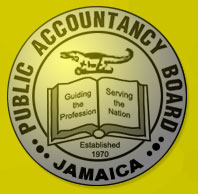 PUBLIC ACCOUNTANCY BOARD
Guiding
the
Profession
Serving
the
Nation
Established
1970
••• JAMAICA •••